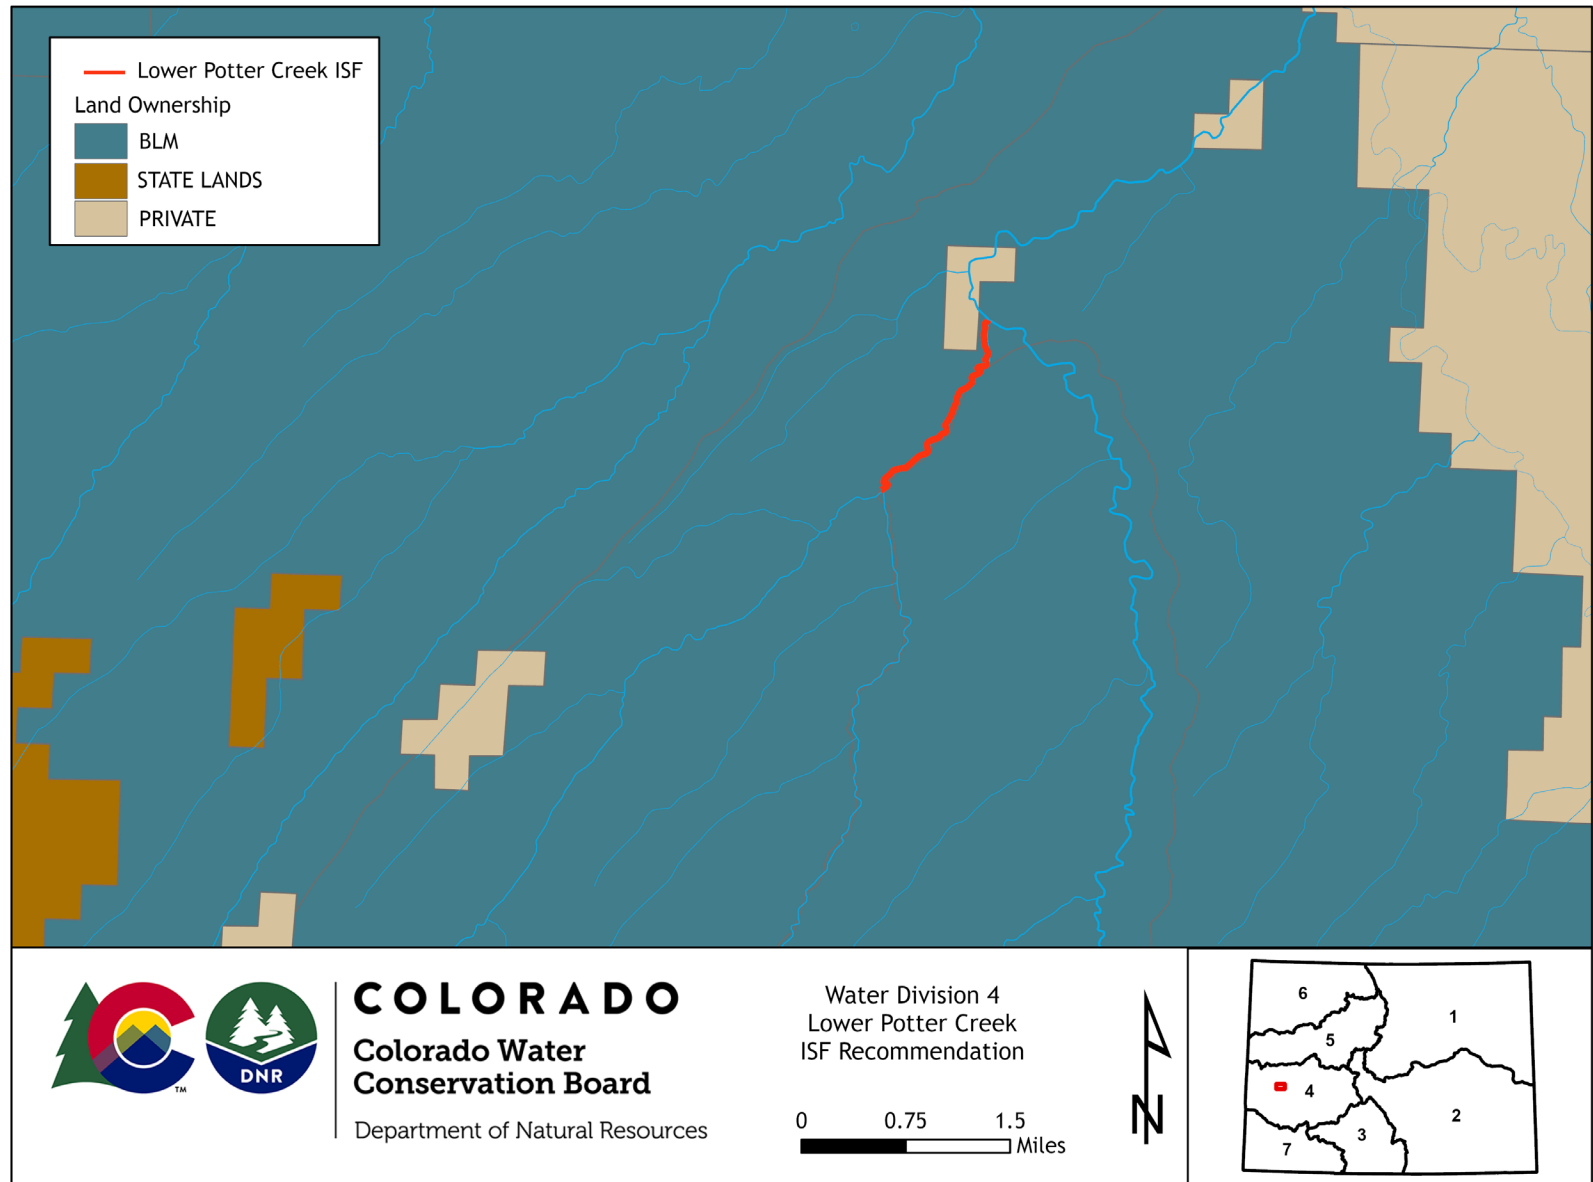 Lower Potter Creek ISF
Land Ownership
BLM
STATE LANDS
PRIVATE
COLORADO
Colorado Water
Conservation Board
Department of Natural Resources
DNR
TM
Water Division 4
Lower Potter Creek
ISF Recommendation
0 0.75 1.5
Miles
N
6
1
5
4
2
3
7